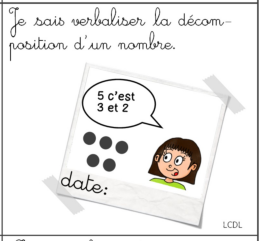 Je sais verbaliser la décom-
position d'un nombre.
5 c'est
3 et 2
date:
LCDL